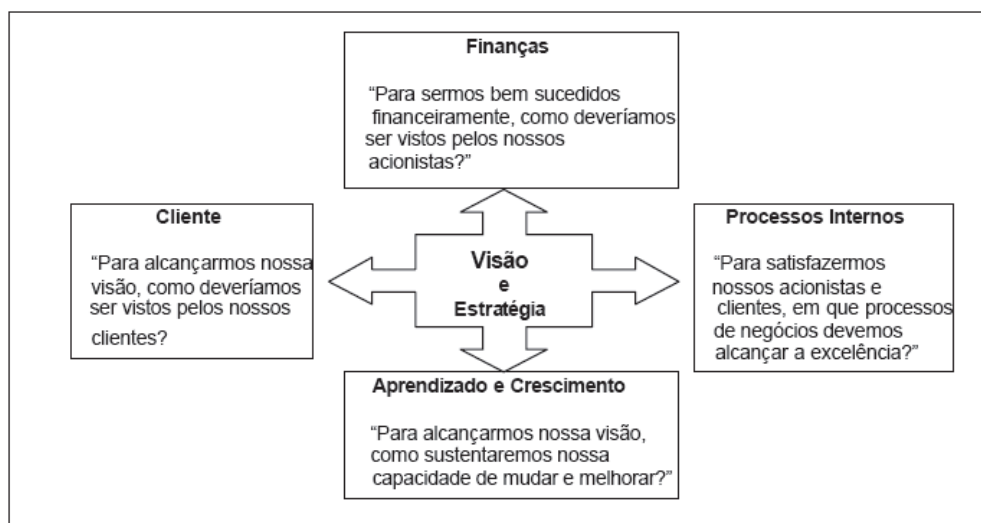 Finanças
“Para sermos bem sucedidos
financeiramente, como deveríamos
ser vistos pelos nossos
acionistas?”
Cliente
“Para alcançarmos nossa
visão, como deveríamos
ser vistos pelos nossos
clientes?
Visão
e
Estratégia
Processos Internos
“Para satisfazermos
nossos acionistas e
clientes, em que processos
de negócios devemos
alcançar a excelência?”
Aprendizado e Crescimento
“Para alcançarmos nossa visão,
como sustentaremos nossa
capacidade de mudar e melhorar?”